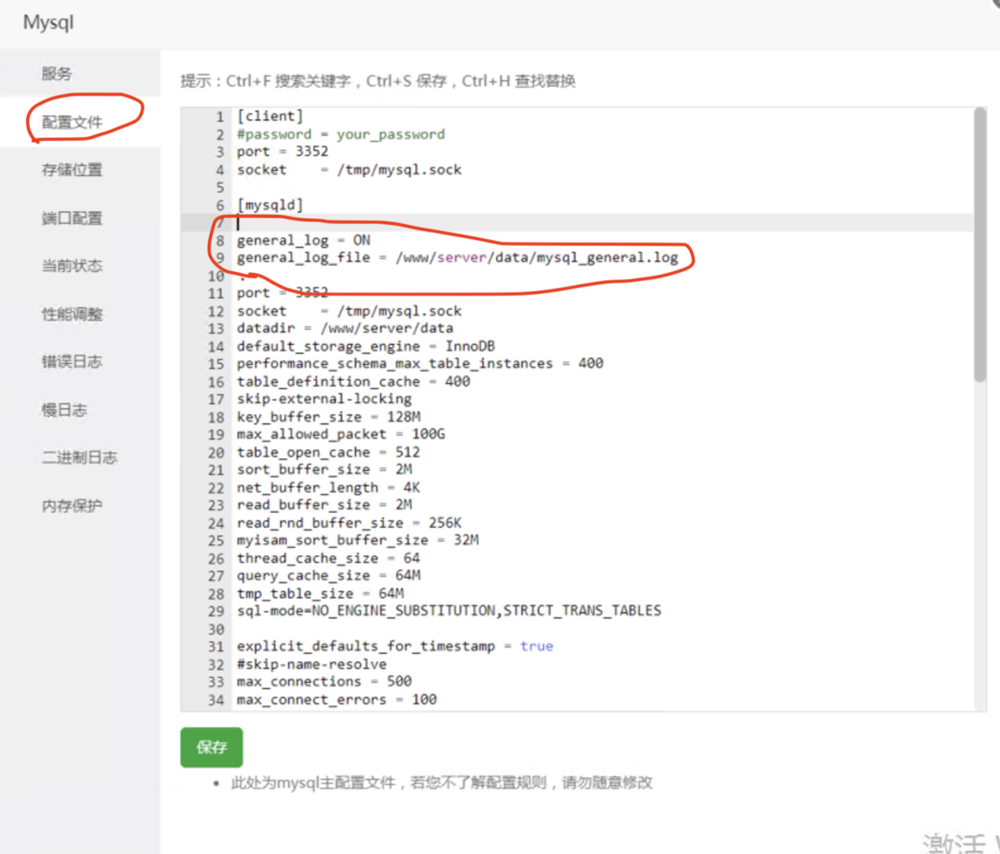 Mysql
服务
配置文件
存储位置
端口配置
当前状态
性能调整
错误日志
慢日志
二进制日志
内存保护
提示：Ctrl+F 搜索关键字，Ctrl+S 保存，Ctrl+H 查找替换
1 [client]
2 #password = your_password
3 port = 3352
4 socket    = /tmp/mysql.sock
5
6 [mysqld]
7
8 general_log = ON
9 general_log_file = /www/server/data/mysql_general.log
10
11 port = 3352
12 socket    = /tmp/mysql.sock
13 datadir = /www/server/data
14 default_storage_engine = InnoDB
15 performance_schema_max_table_instances = 400
16 table_definition_cache = 400
17 skip-external-locking
18 key_buffer_size = 128M
19 max_allowed_packet = 100G
20 table_open_cache = 512
21 sort_buffer_size = 2M
22 net_buffer_length = 4K
23 read_buffer_size = 2M
24 read_rnd_buffer_size = 256K
25 myisam_sort_buffer_size = 32M
26 thread_cache_size = 64
27 query_cache_size = 64M
28 tmp_table_size = 64M
29 sql-mode=NO_ENGINE_SUBSTITUTION,STRICT_TRANS_TABLES
30
31 explicit_defaults_for_timestamp = true
32 #skip-name-resolve
33 max_connections = 500
34 max_connect_errors = 100
保存
• 此处为mysql主配置文件，若您不了解配置规则，请勿随意修改
激活